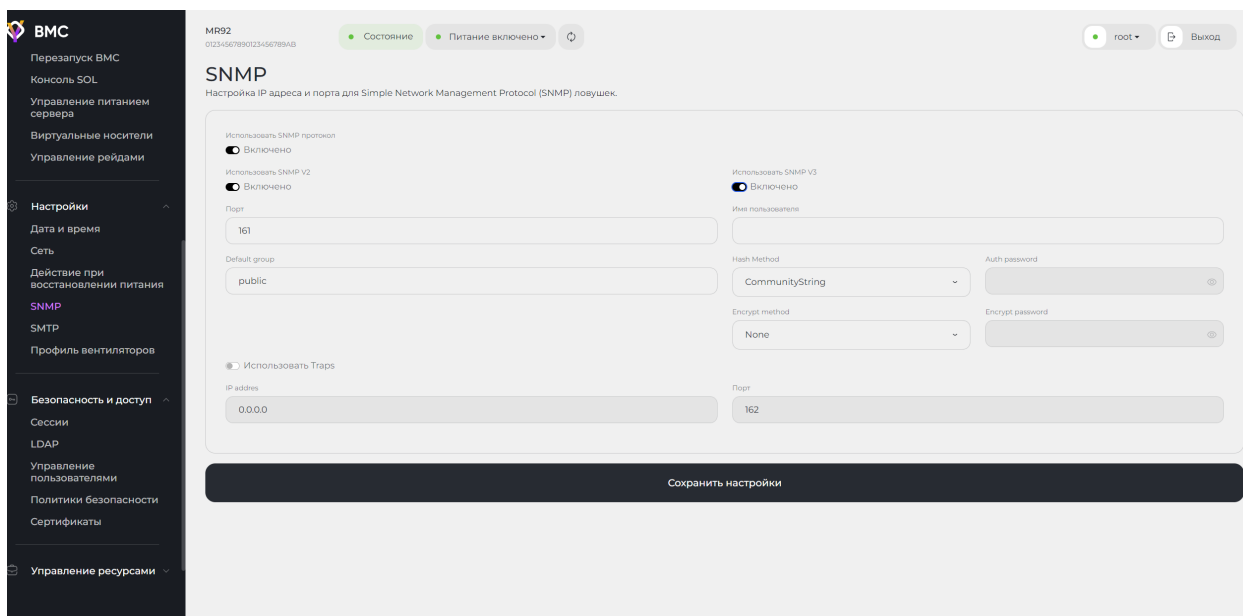 BMC
Перезапуск BMC
Консоль SOL
Управление питанием
сервера
Виртуальные носители
Управление рейдами
Настройки
Дата и время
Сеть
Действие при
восстановлении питания
SNMP
SMTP
Профиль вентиляторов
Безопасность и доступ
Сессии
LDAP
Управление
пользователями
Политики безопасности
Сертификаты
Управление ресурсами
MR92
01234567890123456789AB
Состояние
Питание включено
root
Выход
SNMP
Настройка IP адреса и порта для Simple Network Management Protocol (SNMP) ловушек.
Использовать SNMP протокол
Включено
Использовать SNMP V2
Включено
Использовать SNMP V3
Включено
Порт
161
Имя пользователя
Default group
public
Hash Method
CommunityString
Auth password
Encrypt method
None
Encrypt password
Использовать Traps
IP addres
0.0.0.0
Порт
162
Сохранить настройки